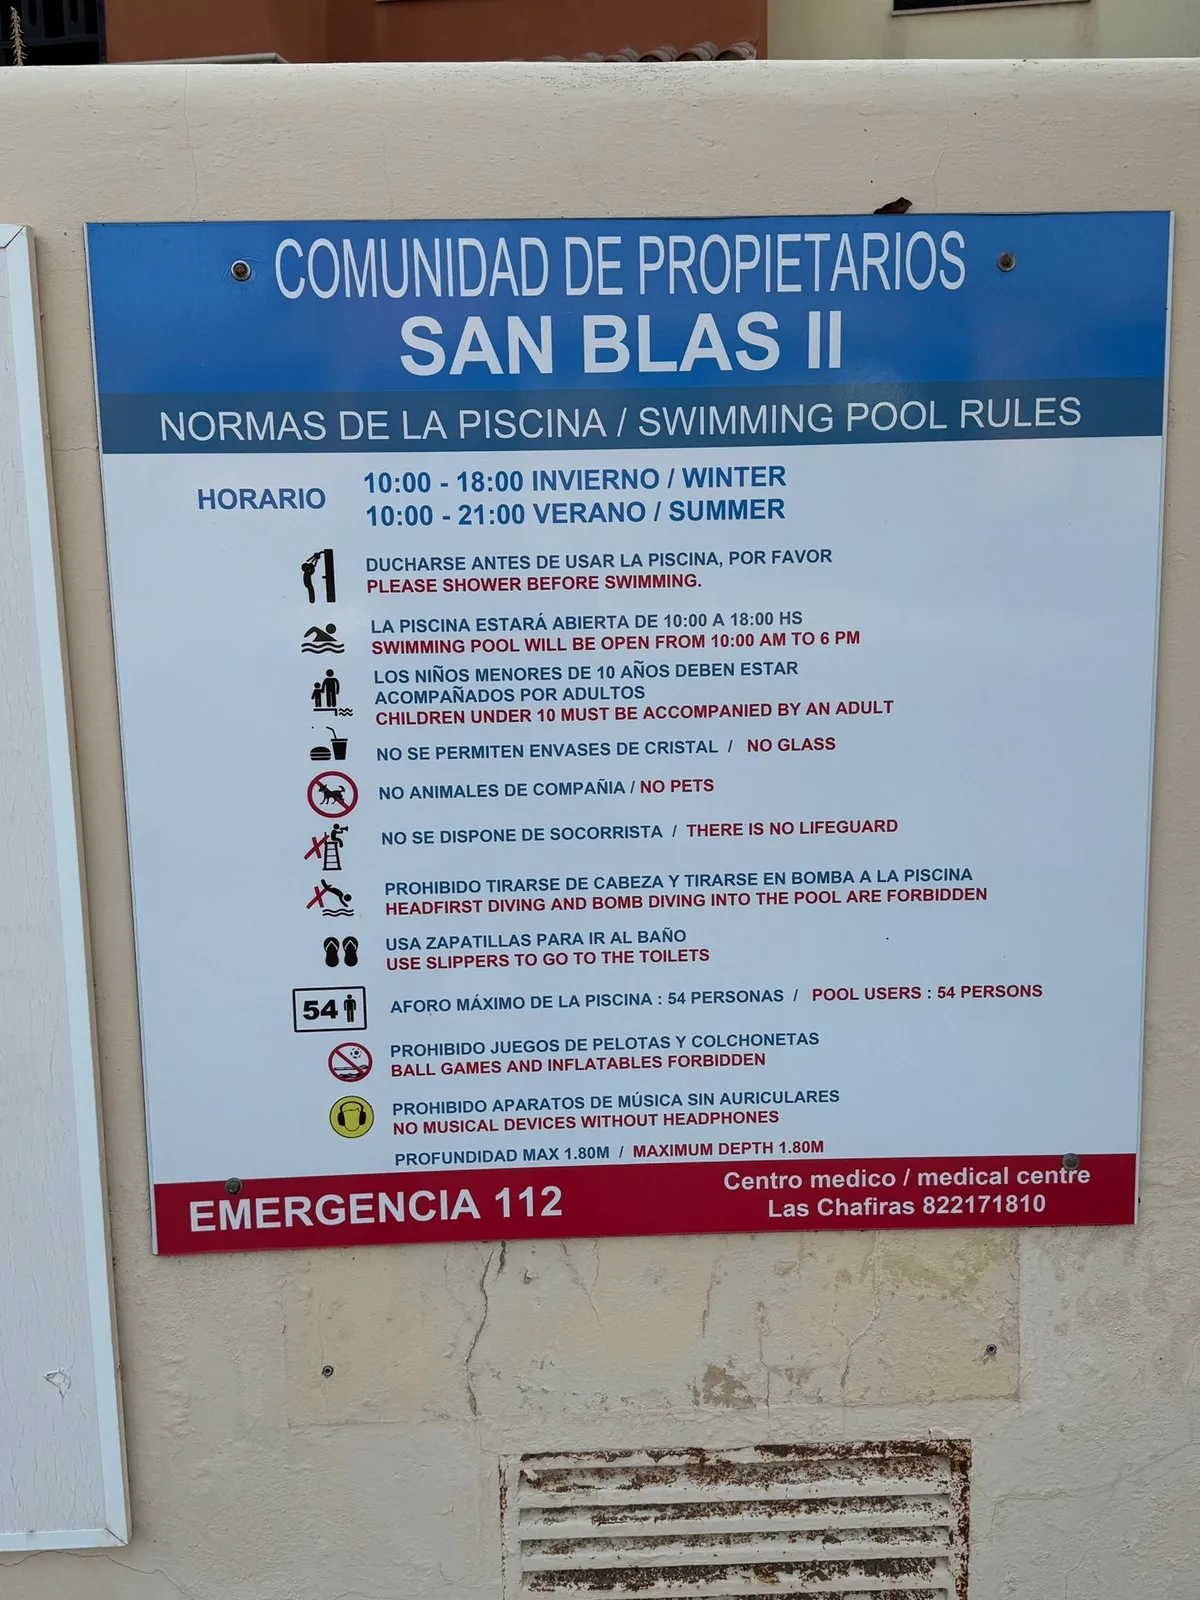 COMUNIDAD DE PROPIETARIOS
SAN BLAS II
NORMAS DE LA PISCINA / SWIMMING POOL RULES
HORARIO
10:00 - 18:00 INVIERNO / WINTER
10:00 - 21:00 VERANO / SUMMER
DUCHARSE ANTES DE USAR LA PISCINA, POR FAVOR
PLEASE SHOWER BEFORE SWIMMING.
LA PISCINA ESTARÁ ABIERTA DE 10:00 A 18:00 HS
SWIMMING POOL WILL BE OPEN FROM 10:00 AM TO 6 PM
LOS NIÑOS MENORES DE 10 AÑOS DEBEN ESTAR
ACOMPAÑADOS POR ADULTOS
CHILDREN UNDER 10 MUST BE ACCOMPANIED BY AN ADULT
NO SE PERMITEN ENVASES DE CRISTAL / NO GLASS
NO ANIMALES DE COMPAÑIA / NO PETS
NO SE DISPONE DE SOCORRISTA / THERE IS NO LIFEGUARD
PROHIBIDO TIRARSE DE CABEZA Y TIRARSE EN BOMBA A LA PISCINA
HEADFIRST DIVING AND BOMB DIVING INTO THE POOL ARE FORBIDDEN
USA ZAPATILLAS PARA IR AL BAÑO
USE SLIPPERS TO GO TO THE TOILETS
54 AFORO MÁXIMO DE LA PISCINA : 54 PERSONAS / POOL USERS : 54 PERSONS
PROHIBIDO JUEGOS DE PELOTAS Y COLCHONETAS
BALL GAMES AND INFLATABLES FORBIDDEN
PROHIBIDO APARATOS DE MÚSICA SIN AURICULARES
NO MUSICAL DEVICES WITHOUT HEADPHONES
PROFUNDIDAD MAX 1.80M / MAXIMUM DEPTH 1.80M
EMERGENCIA 112
Centro medico / medical centre
Las Chafiras 822171810